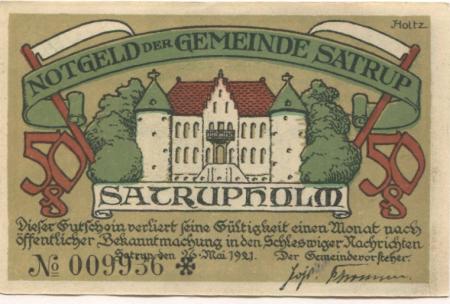 Holtz
NOTGELD DER GEMEINDE SATRUP
50 50
SATRUPHOLM
Dieser Gutschein verliert seine Gültigkeit einen Monat nach
öffentlicher Bekanntmachung in den Schleswiger Nachrichten
Satrup, den 26. Mai 1921. Der Gemeindevorsteher.
№ 009936 *